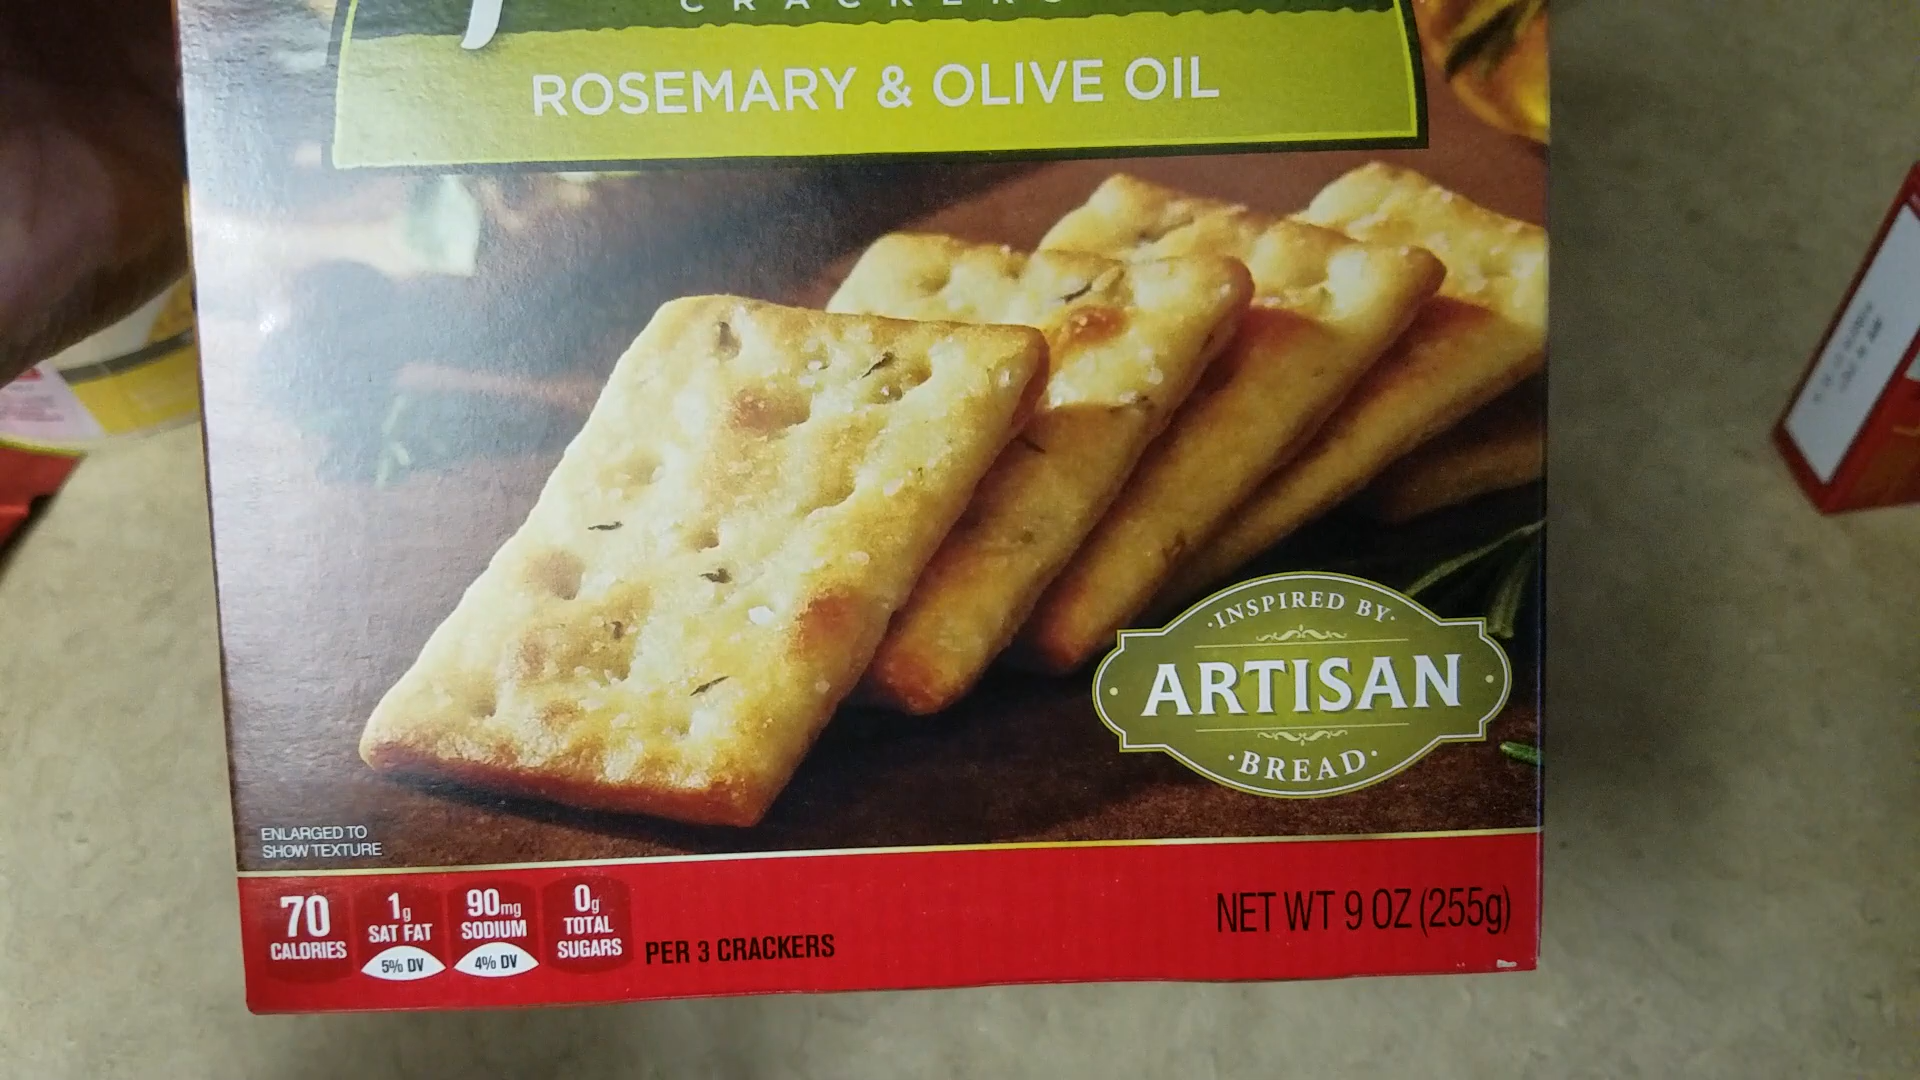 CRACKERS
ROSEMARY & OLIVE OIL
·INSPIRED BY·
ARTISAN
·BREAD·
ENLARGED TO
SHOW TEXTURE
70
CALORIES
1g
SAT FAT
5% DV
90mg
SODIUM
4% DV
0g
TOTAL
SUGARS
PER 3 CRACKERS
NET WT 9 OZ (255g)